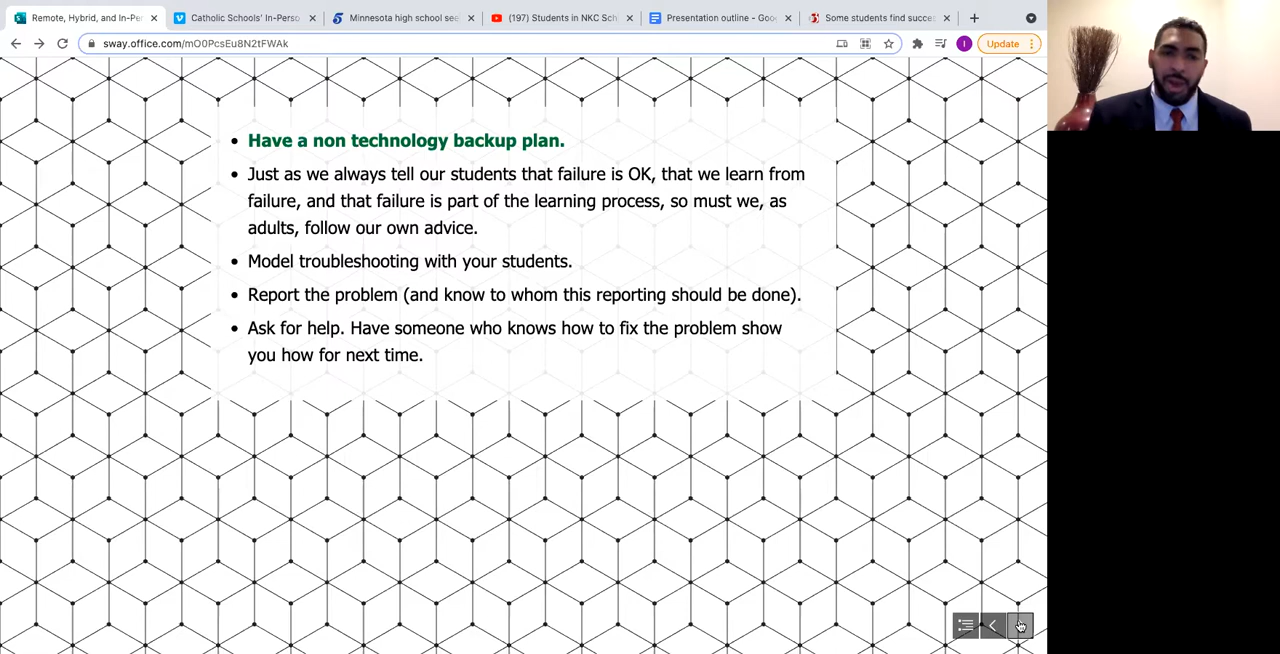 Remote, Hybrid, and In-Per
Catholic Schools' In-Perso
Minnesota high school see
(197) Students in NKC Sch
Presentation outline - Goo
Some students find succes
sway.office.com/mO0PcsEu8N2tFWAk
I
Update
Have a non technology backup plan.
Just as we always tell our students that failure is OK, that we learn from
failure, and that failure is part of the learning process, so must we, as
adults, follow our own advice.
Model troubleshooting with your students.
Report the problem (and know to whom this reporting should be done).
Ask for help. Have someone who knows how to fix the problem show
you how for next time.